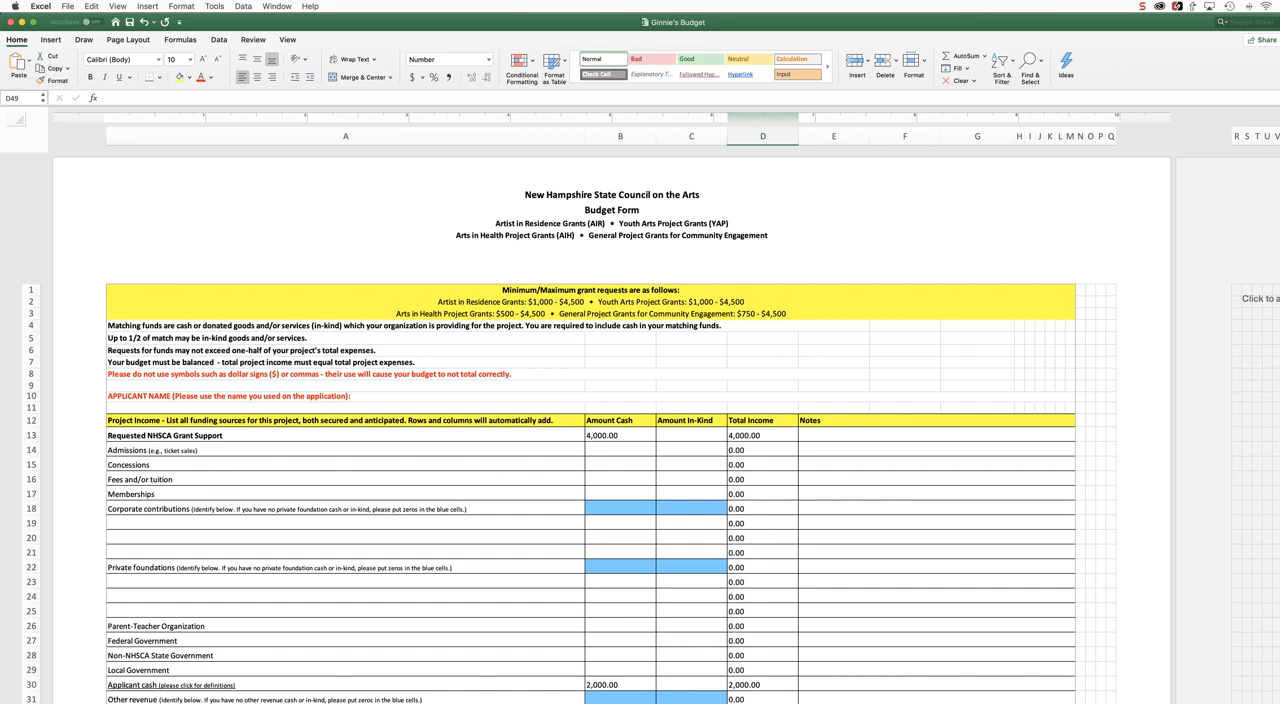 Excel File Edit View Insert Format Tools Data Window Help
AutoSave OFF Ginnie's Budget Search Sheet
Home Insert Draw Page Layout Formulas Data Review View Share
Paste Cut Copy Format
Calibri (Body) 10
Wrap Text
Merge & Center
Number
Conditional Formatting
Format as Table
Normal Bad Good Neutral Calculation
Check Cell Explanatory T... Followed Hyp... Hyperlink Input
Insert Delete Format
AutoSum
Fill
Clear
Sort & Filter
Find & Select
Ideas
D49 fx
A B C D E F G H I J K L M N O P Q R S T U V
New Hampshire State Council on the Arts
Budget Form
Artist in Residence Grants (AIR) • Youth Arts Project Grants (YAP)
Arts in Health Project Grants (AIH) • General Project Grants for Community Engagement
1 Minimum/Maximum grant requests are as follows:
2 Artist in Residence Grants: $1,000 - $4,500 • Youth Arts Project Grants: $1,000 - $4,500
Click to a
3 Arts in Health Project Grants: $500 - $4,500 • General Project Grants for Community Engagement: $750 - $4,500
4 Matching funds are cash or donated goods and/or services (in-kind) which your organization is providing for the project. You are required to include cash in your matching funds.
5 Up to 1/2 of match may be in-kind goods and/or services.
6 Requests for funds may not exceed one-half of your project's total expenses.
7 Your budget must be balanced - total project income must equal total project expenses.
8 Please do not use symbols such as dollar signs ($) or commas - their use will cause your budget to not total correctly.
9
10 APPLICANT NAME (Please use the name you used on the application):
11
12 Project Income - List all funding sources for this project, both secured and anticipated. Rows and columns will automatically add. Amount Cash Amount In-Kind Total Income Notes
13 Requested NHSCA Grant Support 4,000.00 4,000.00
14 Admissions (e.g., ticket sales) 0.00
15 Concessions 0.00
16 Fees and/or tuition 0.00
17 Memberships 0.00
18 Corporate contributions (Identify below. If you have no private foundation cash or in-kind, please put zeros in the blue cells.) 0.00
19 0.00
20 0.00
21 0.00
22 Private foundations (Identify below. If you have no private foundation cash or in-kind, please put zeros in the blue cells.) 0.00
23 0.00
24 0.00
25 0.00
26 Parent-Teacher Organization 0.00
27 Federal Government 0.00
28 Non-NHSCA State Government 0.00
29 Local Government 0.00
30 Applicant cash (please click for definitions) 2,000.00 2,000.00
31 Other revenue (Identify below. If you have no other revenue cash or in-kind, please put zeros in the blue cells.) 0.00